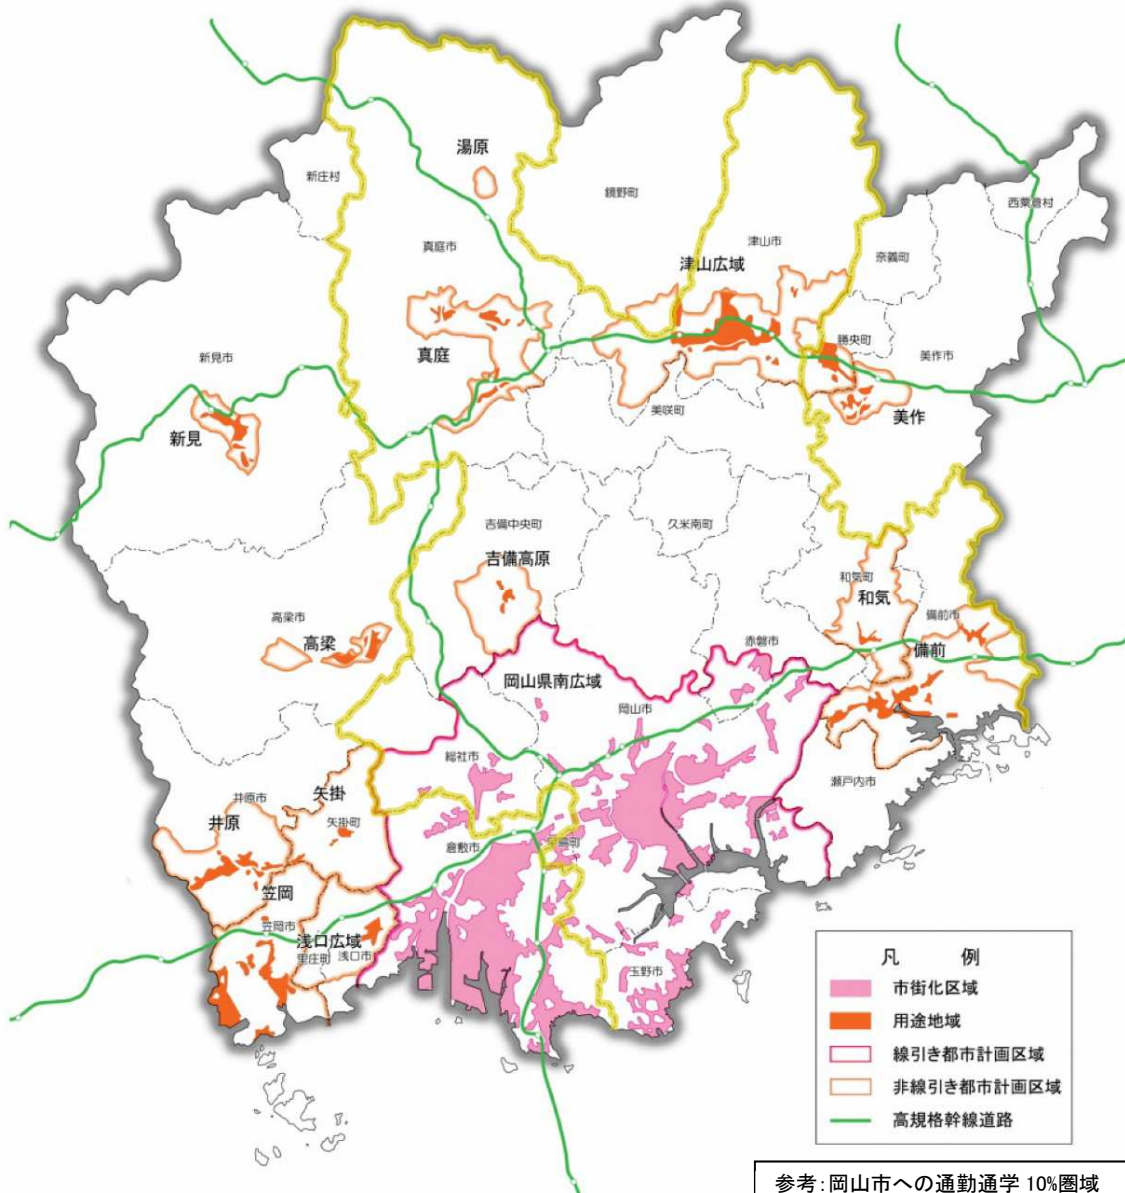 湯原
新庄村
鏡野町
西粟倉村
真庭市
津山市
奈義町
津山広域
勝央町
新見市
真庭
美作市
美咲町
美作
新見
吉備中央町
久米南町
吉備高原
和気町
和気
高梁市
備前市
高梁
赤磐市
備前
岡山県南広域
岡山市
総社市
瀬戸内市
矢掛
井原市
井原
矢掛町
倉敷市
早島町
笠岡
笠岡市
浅口広域
里庄町
浅口市
玉野市
凡 例
市街化区域
用途地域
線引き都市計画区域
非線引き都市計画区域
高規格幹線道路
参考:岡山市への通勤通学 10%圏域